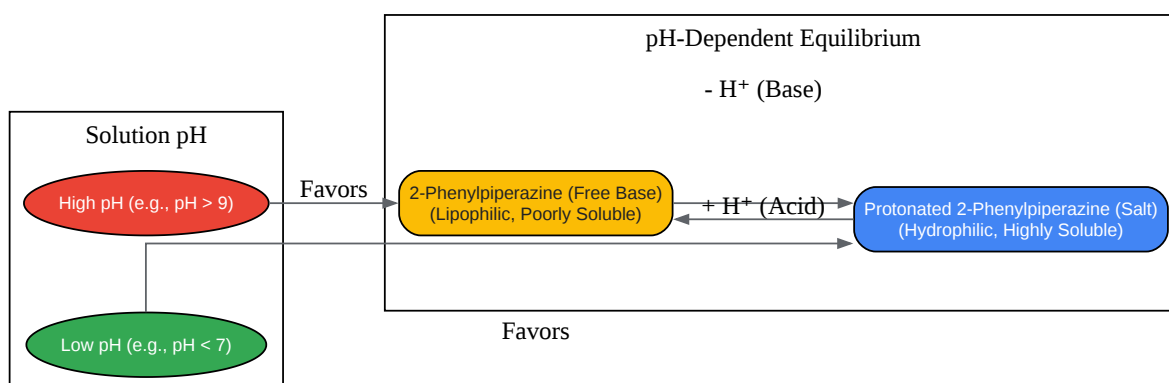 pH-Dependent Equilibrium
- H⁺ (Base)
Solution pH
High pH (e.g., pH > 9)
Favors
2-Phenylpiperazine (Free Base)
(Lipophilic, Poorly Soluble)
+ H⁺ (Acid)
Protonated 2-Phenylpiperazine (Salt)
(Hydrophilic, Highly Soluble)
Low pH (e.g., pH < 7)
Favors